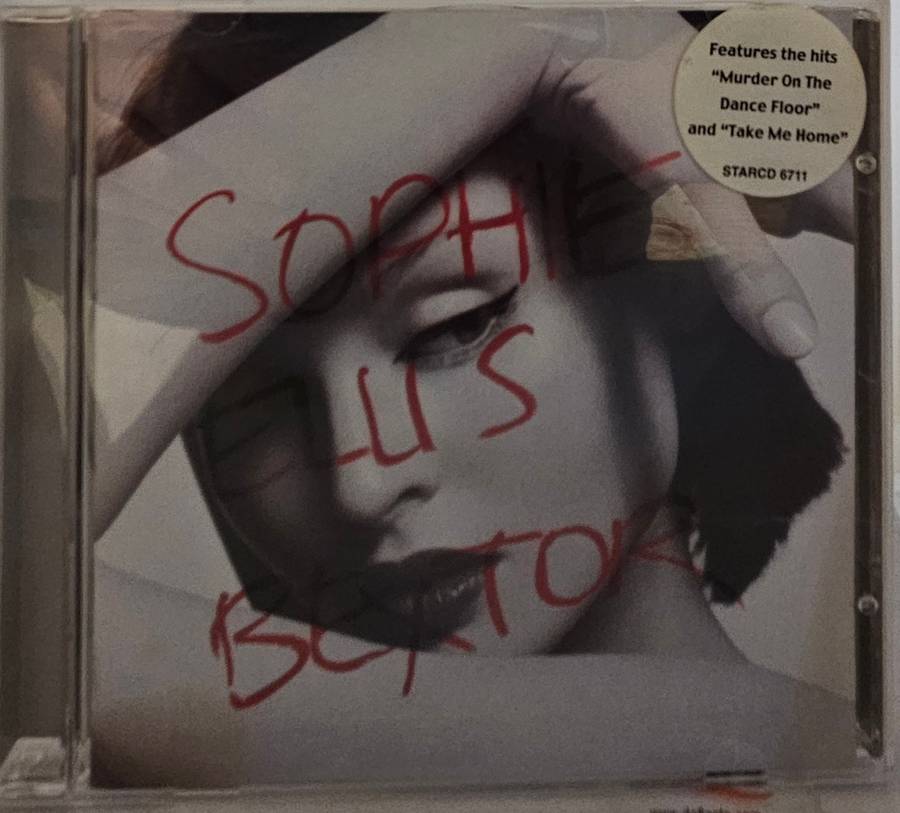 Features the hits
"Murder On The
Dance Floor"
and "Take Me Home"
STARCD 6711
SOPHIE
ELLIS
BEXTOR